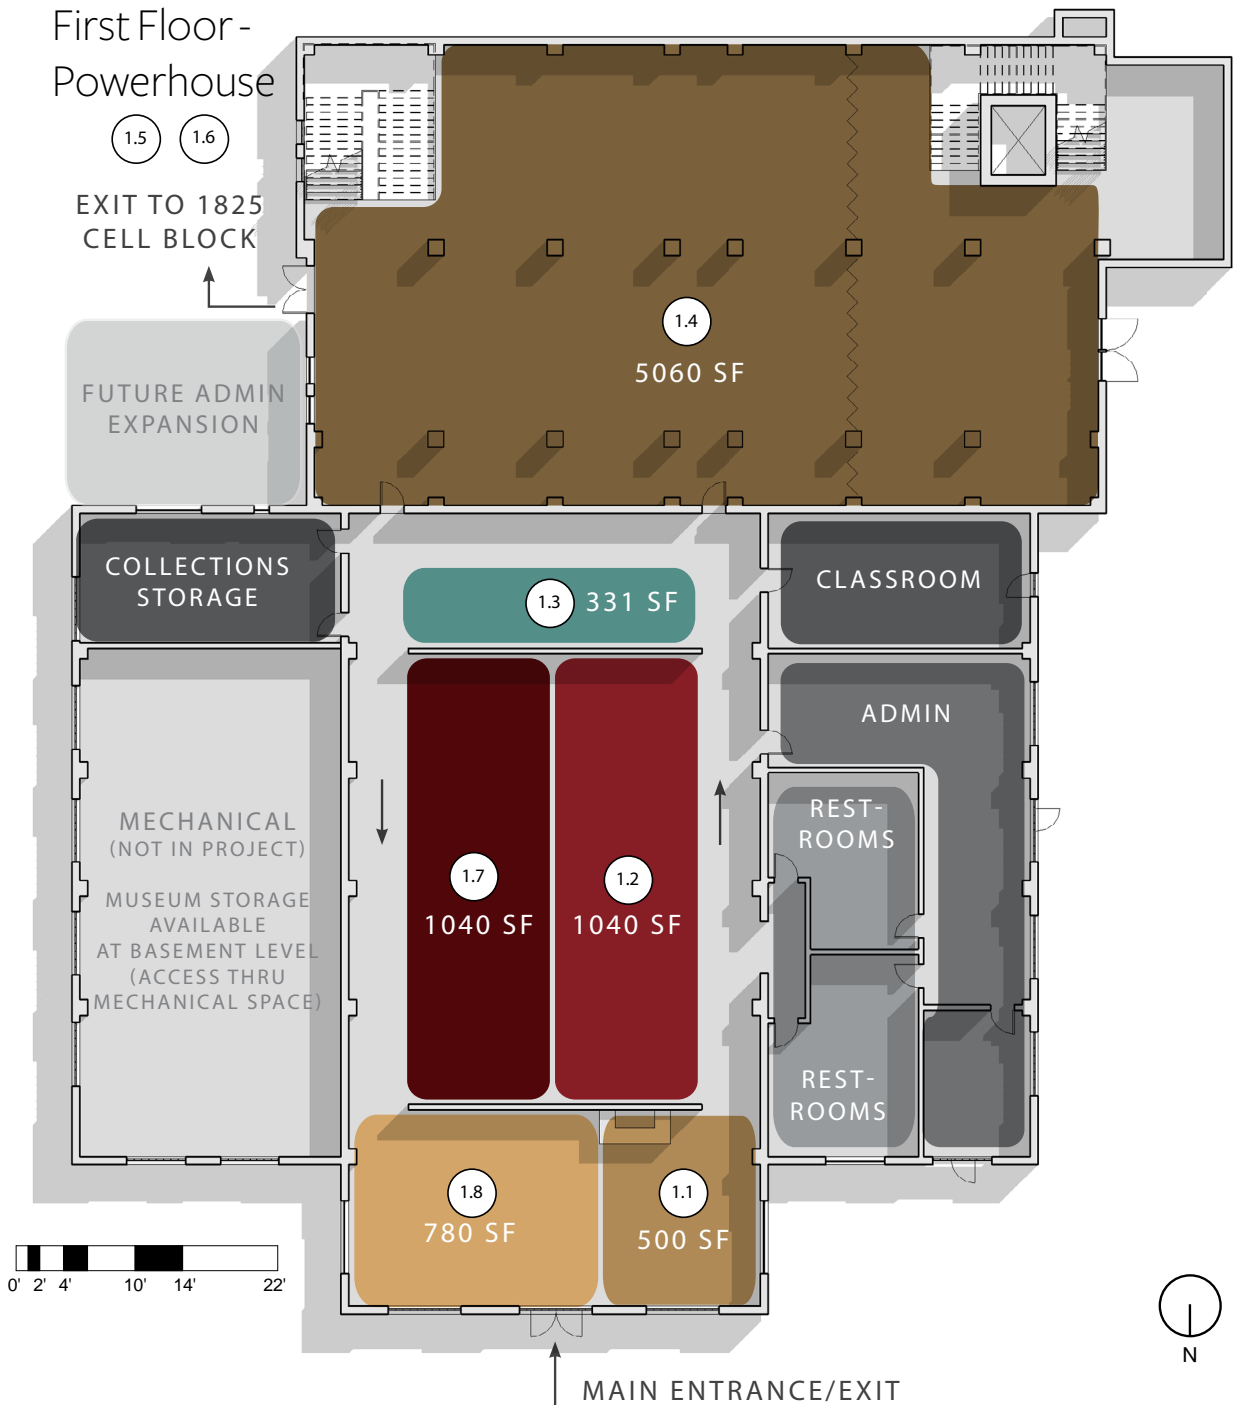 First Floor -
Powerhouse
1.5 1.6
EXIT TO 1825
CELL BLOCK
1.4
5060 SF
FUTURE ADMIN
EXPANSION
COLLECTIONS
STORAGE
1.3 331 SF
CLASSROOM
ADMIN
MECHANICAL
(NOT IN PROJECT)
MUSEUM STORAGE
AVAILABLE
AT BASEMENT LEVEL
(ACCESS THRU
MECHANICAL SPACE)
1.7
1040 SF
1.2
1040 SF
REST-
ROOMS
REST-
ROOMS
1.8
780 SF
1.1
500 SF
0' 2' 4' 10' 14' 22'
N
MAIN ENTRANCE/EXIT